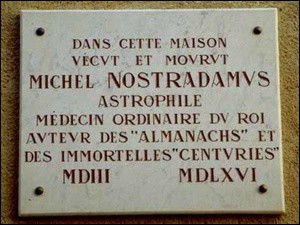 DANS CETTE MAISON
VÉCVT ET MOVRVT
MICHEL NOSTRADAMVS
ASTROPHILE
MÉDECIN ORDINAIRE DV ROI
AVTEVR DES "ALMANACHS" ET
DES IMMORTELLES "CENTVRIES"
MDIII MDLXVI